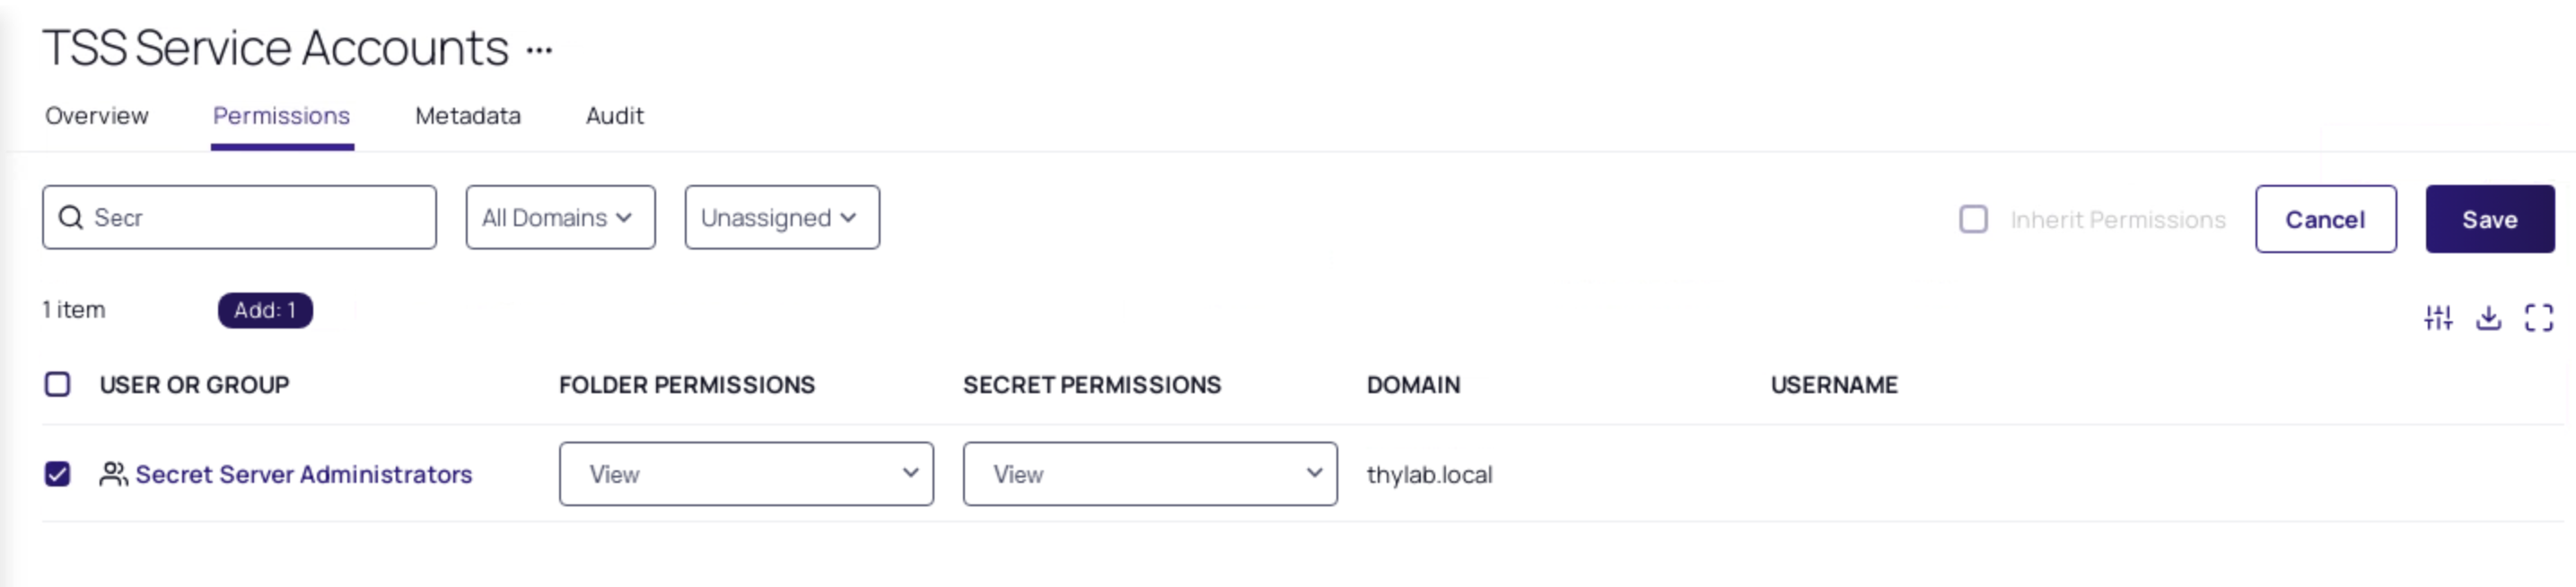 TSS Service Accounts ...
Overview Permissions Metadata Audit
Secr All Domains Unassigned Inherit Permissions Cancel Save
1 item Add: 1
USER OR GROUP FOLDER PERMISSIONS SECRET PERMISSIONS DOMAIN USERNAME
Secret Server Administrators View View thylab.local